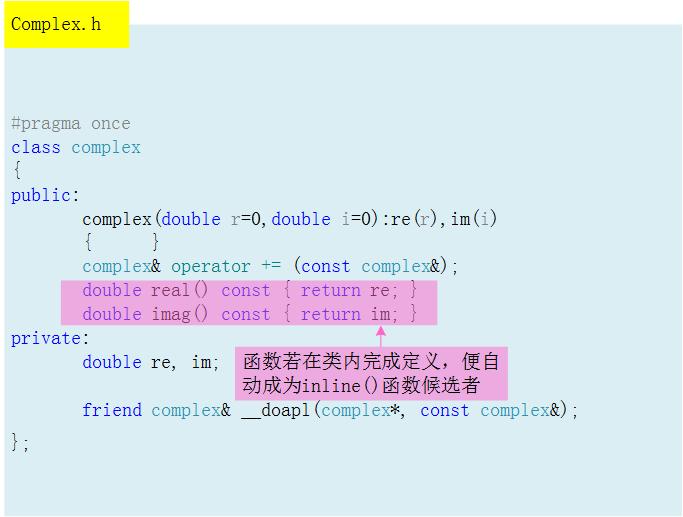 Complex.h
#pragma once
class complex
{
public:
complex(double r=0,double i=0):re(r),im(i)
{ }
complex& operator += (const complex&);
double real() const { return re; }
double imag() const { return im; }
private:
double re, im;
函数若在类内完成定义，便自
动成为inline()函数候选者
friend complex& __doapl(complex*, const complex&);
};